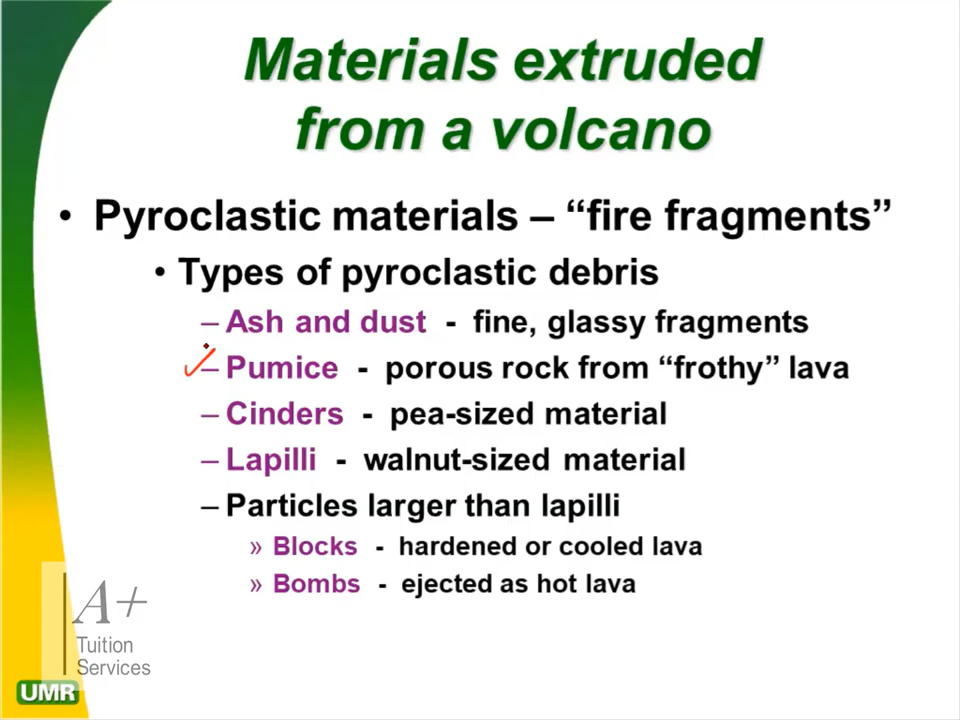 Materials extruded
from a volcano
• Pyroclastic materials – “fire fragments”
• Types of pyroclastic debris
– Ash and dust - fine, glassy fragments
– Pumice - porous rock from “frothy” lava
– Cinders - pea-sized material
– Lapilli - walnut-sized material
– Particles larger than lapilli
» Blocks - hardened or cooled lava
» Bombs - ejected as hot lava
A+
Tuition
Services
UMR